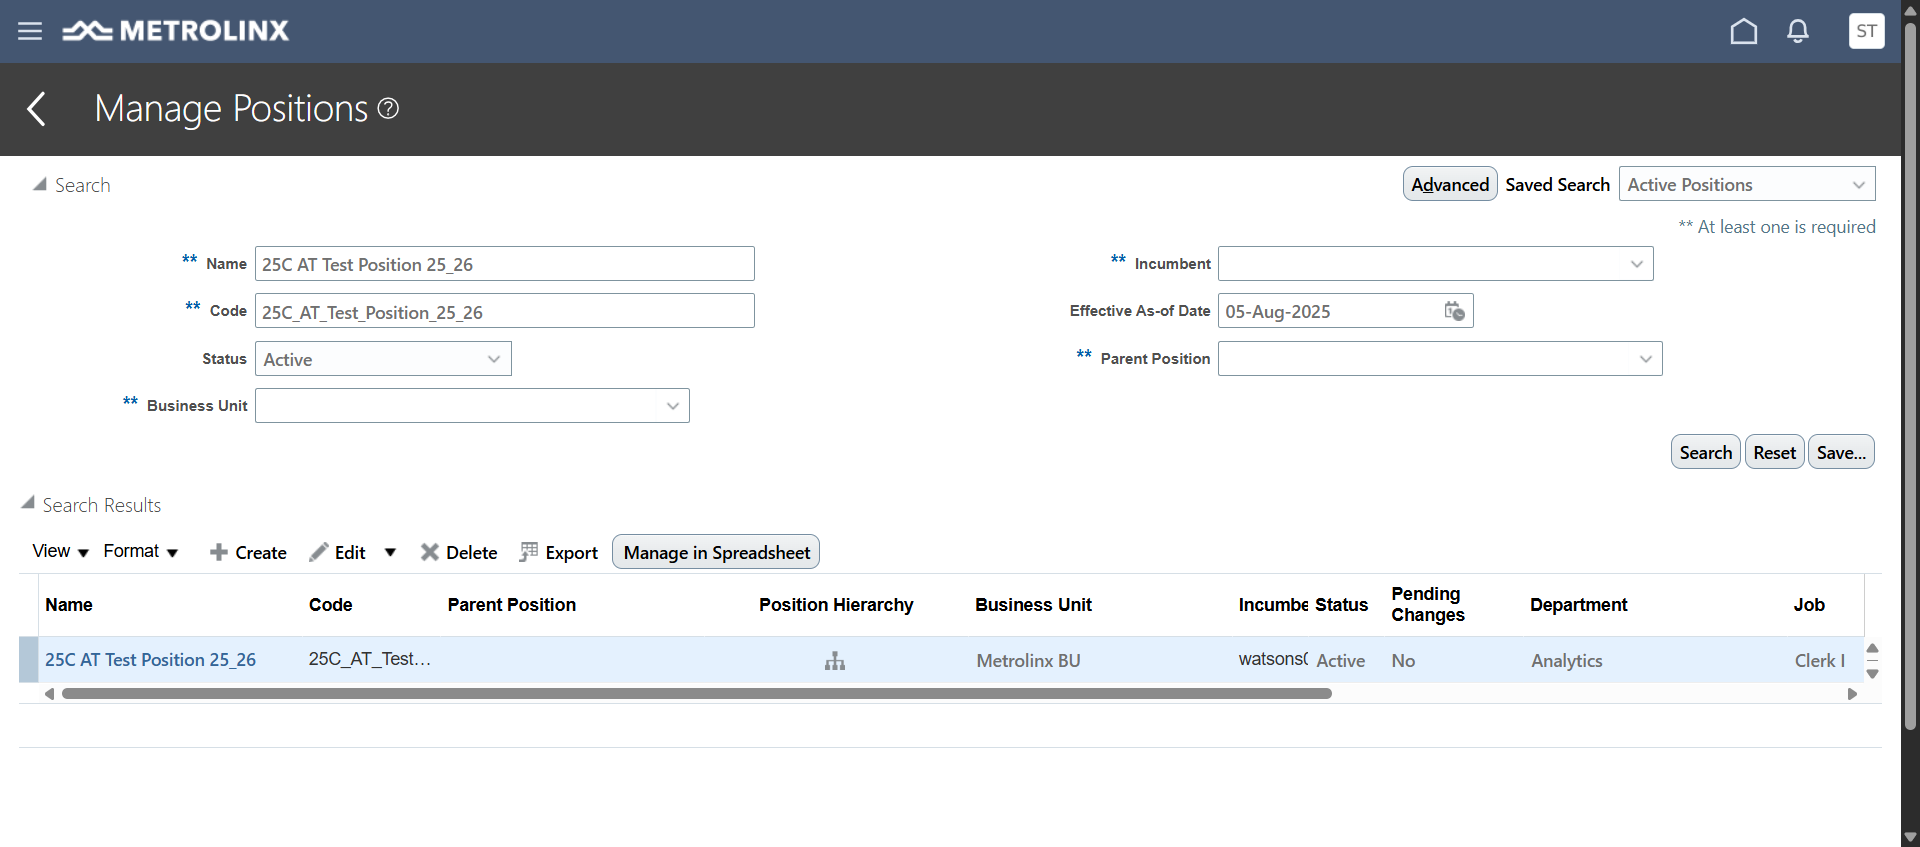 METROLINX
ST
Manage Positions
Search
Advanced Saved Search Active Positions
** At least one is required
** Name 25C AT Test Position 25_26
** Incumbent
** Code 25C_AT_Test_Position_25_26
Effective As-of Date 05-Aug-2025
Status Active
** Parent Position
** Business Unit
Search Reset Save...
Search Results
View Format Create Edit Delete Export Manage in Spreadsheet
Name Code Parent Position Position Hierarchy Business Unit Incumbe Status Pending Changes Department Job
25C AT Test Position 25_26 25C_AT_Test... Metrolinx BU watsons Active No Analytics Clerk I